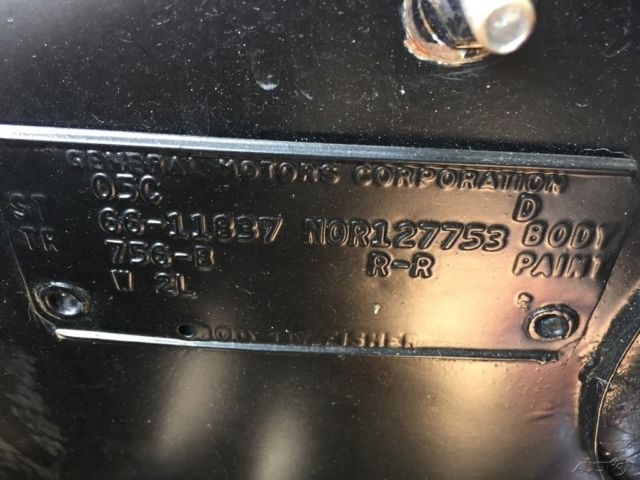 GENERAL MOTORS CORPORATION
05C D
ST 66-11837 NOR127753 BODY
TR 756-B R-R PAINT
W 2L
BODY BY FISHER